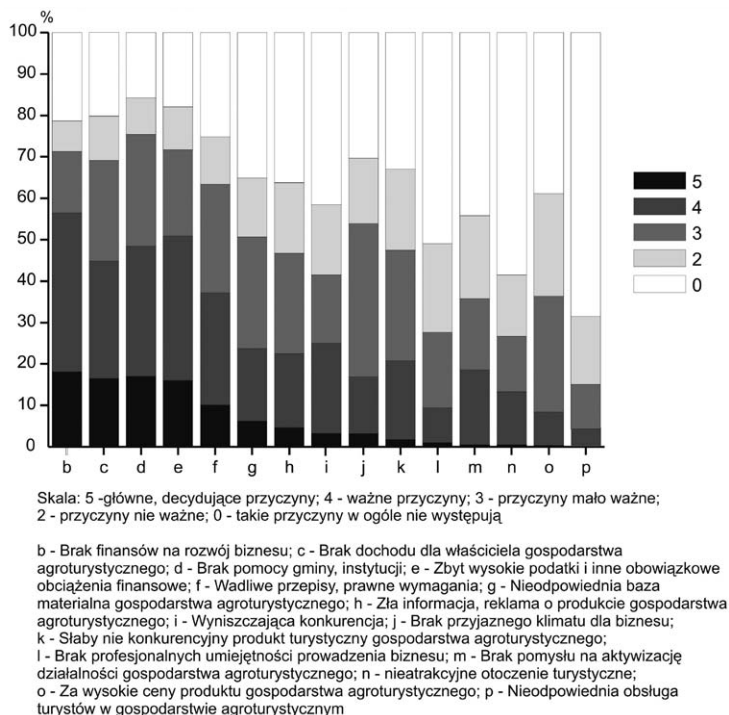 %
100
90
80
70
60
50
40
30
20
10
0
b c d e f g h i j k l m n o p
5
4
3
2
0
Skala: 5 -główne, decydujące przyczyny; 4 - ważne przyczyny; 3 - przyczyny mało ważne;
2 - przyczyny nie ważne; 0 - takie przyczyny w ogóle nie występują
b - Brak finansów na rozwój biznesu; c - Brak dochodu dla właściciela gospodarstwa
agroturystycznego; d - Brak pomocy gminy, instytucji; e - Zbyt wysokie podatki i inne obowiązkowe
obciążenia finansowe; f - Wadliwe przepisy, prawne wymagania; g - Nieodpowiednia baza
materialna gospodarstwa agroturystycznego; h - Zła informacja, reklama o produkcie gospodarstwa
agroturystycznego; i - Wyniszczająca konkurencja; j - Brak przyjaznego klimatu dla biznesu;
k - Słaby nie konkurencyjny produkt turystyczny gospodarstwa agroturystycznego;
l - Brak profesjonalnych umiejętności prowadzenia biznesu; m - Brak pomysłu na aktywizację
działalności gospodarstwa agroturystycznego; n - nieatrakcyjne otoczenie turystyczne;
o - Za wysokie ceny produktu gospodarstwa agroturystycznego; p - Nieodpowiednia obsługa
turystów w gospodarstwie agroturystycznym